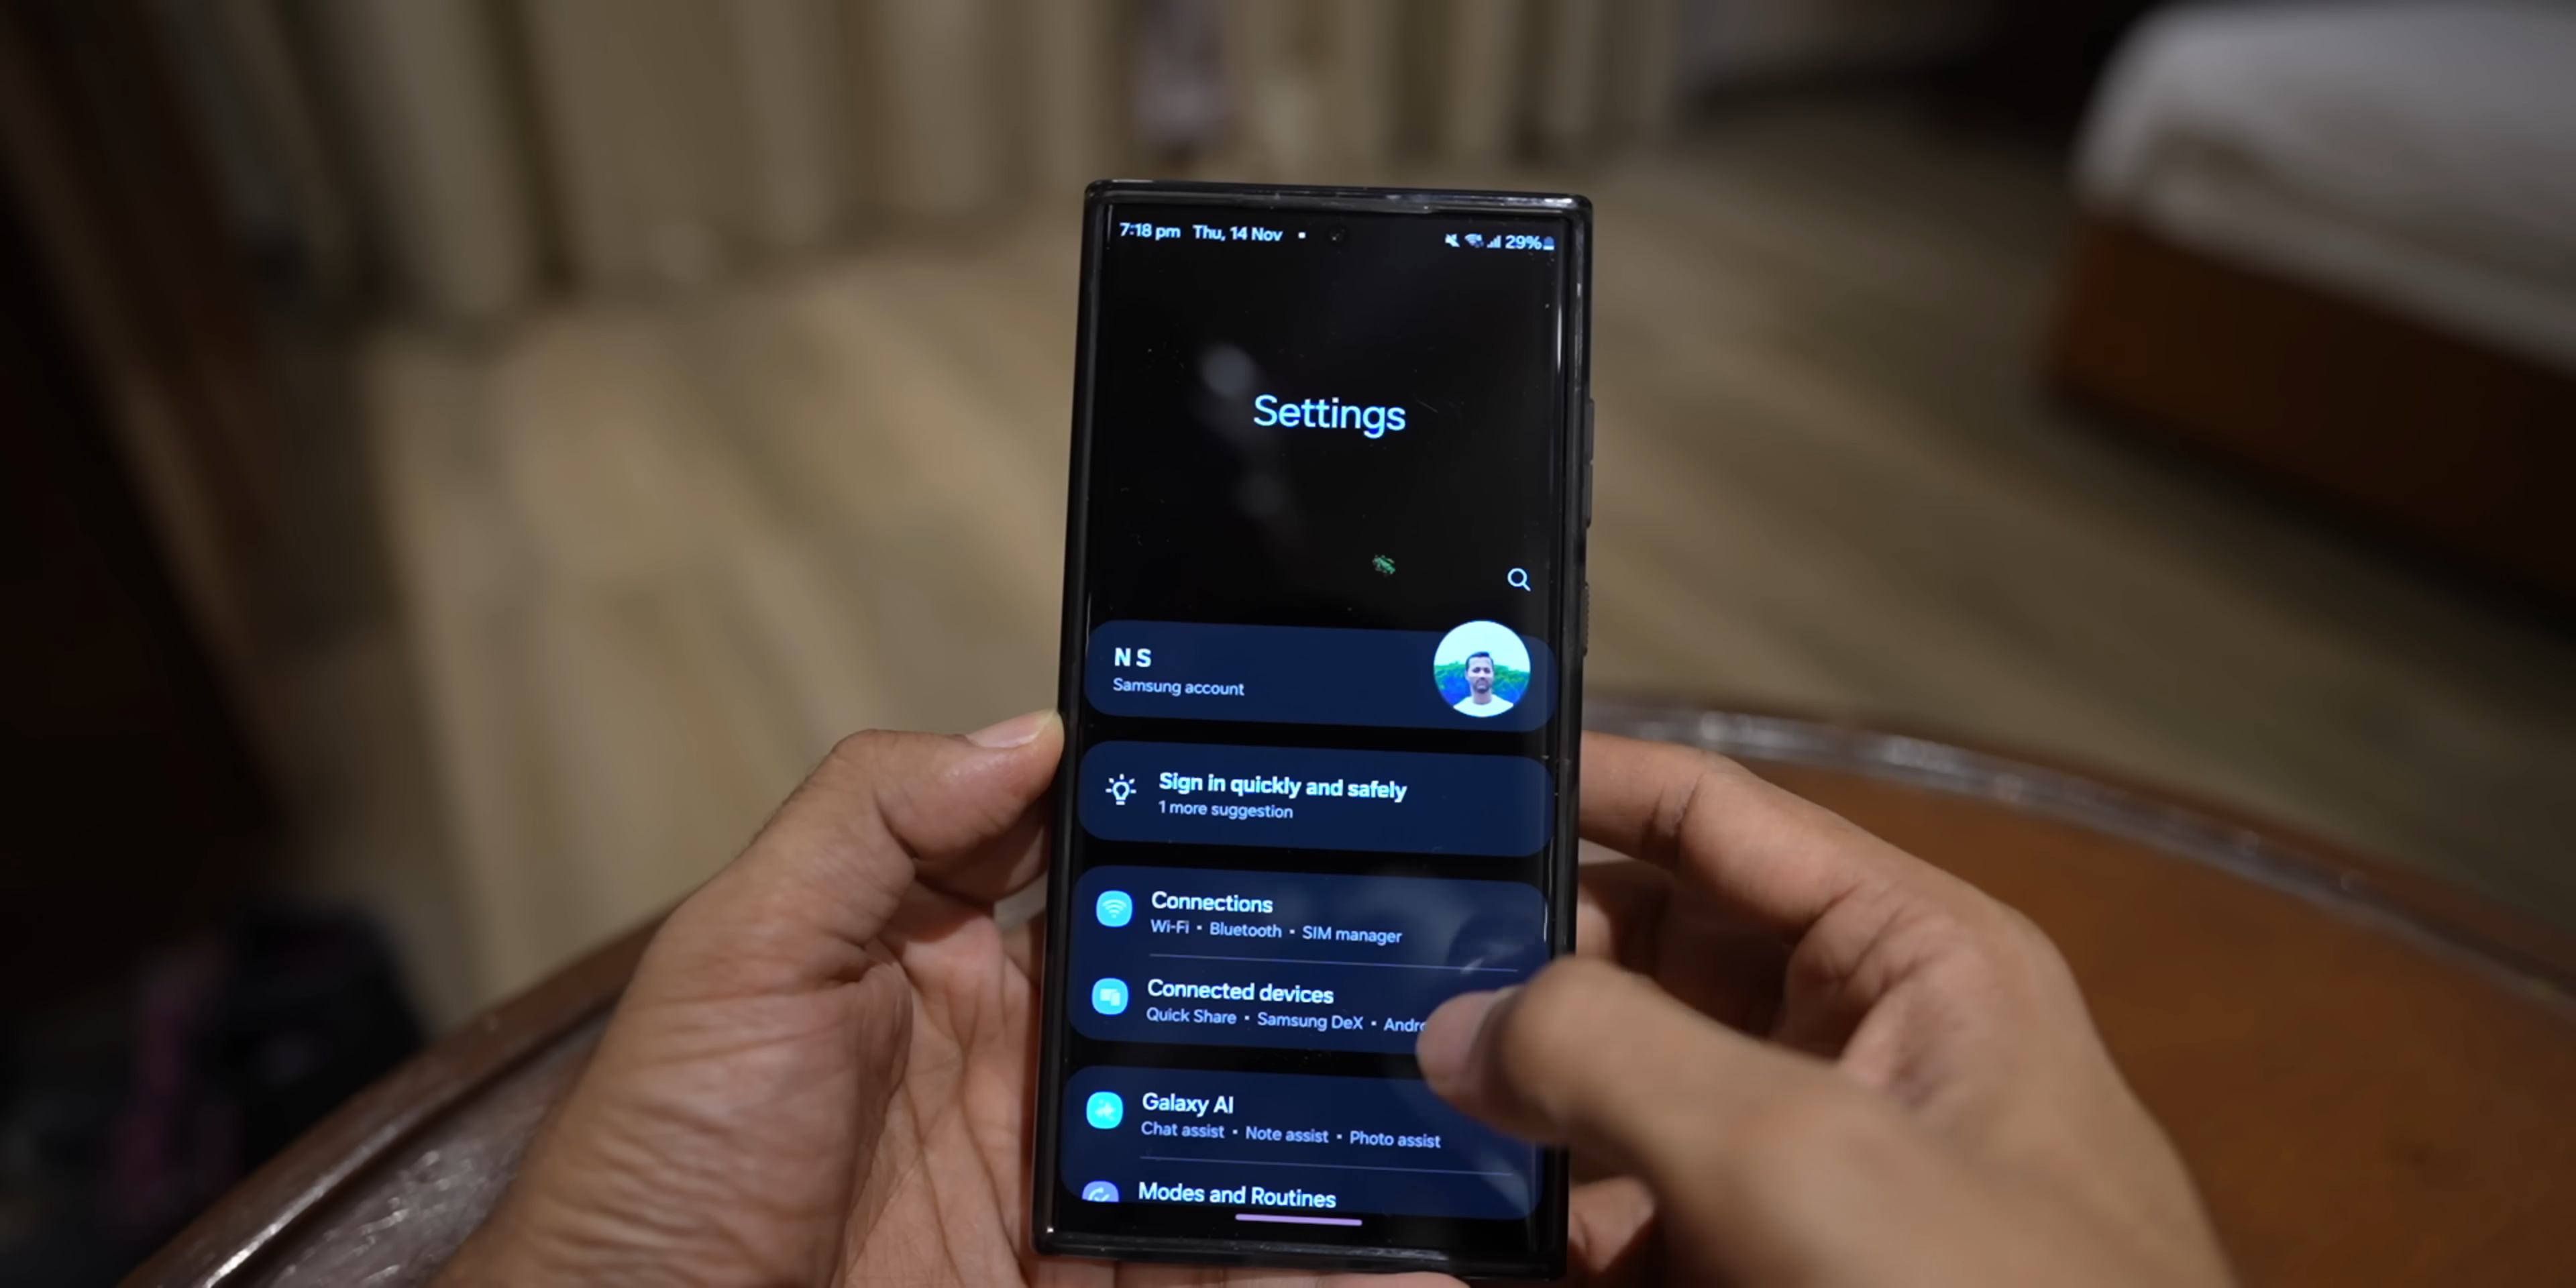 7:18 pm Thu, 14 Nov 29%
Settings
N S
Samsung account
Sign in quickly and safely
1 more suggestion
Connections
Wi-Fi • Bluetooth • SIM manager
Connected devices
Quick Share • Samsung DeX • Andro
Galaxy AI
Chat assist • Note assist • Photo assist
Modes and Routines